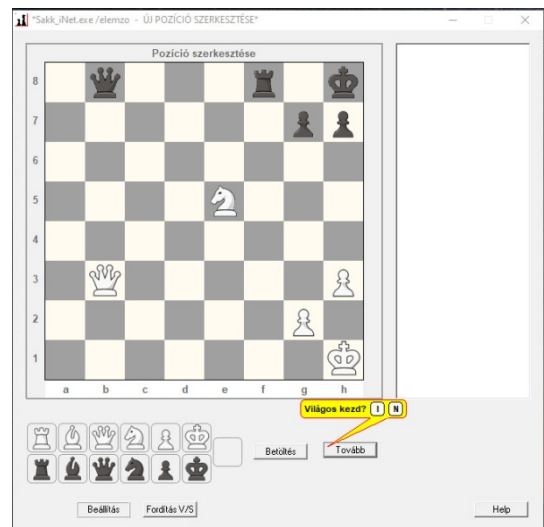 "Sakk_iNet.exe /elemzo - ÚJ POZÍCIÓ SZERKESZTÉSE"
Pozíció szerkesztése
8
7
6
5
4
3
2
1
a b c d e f g h
Világos kezd? I N
Betöltés Tovább
Beállítás Fordítás V/S Help